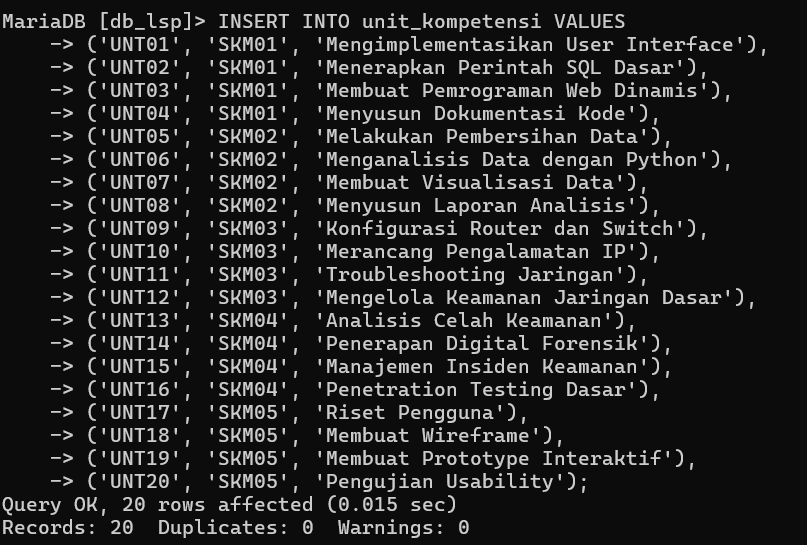 MariaDB [db_lsp]> INSERT INTO unit_kompetensi VALUES
    -> ('UNT01', 'SKM01', 'Mengimplementasikan User Interface'),
    -> ('UNT02', 'SKM01', 'Menerapkan Perintah SQL Dasar'),
    -> ('UNT03', 'SKM01', 'Membuat Pemrograman Web Dinamis'),
    -> ('UNT04', 'SKM01', 'Menyusun Dokumentasi Kode'),
    -> ('UNT05', 'SKM02', 'Melakukan Pembersihan Data'),
    -> ('UNT06', 'SKM02', 'Menganalisis Data dengan Python'),
    -> ('UNT07', 'SKM02', 'Membuat Visualisasi Data'),
    -> ('UNT08', 'SKM02', 'Menyusun Laporan Analisis'),
    -> ('UNT09', 'SKM03', 'Konfigurasi Router dan Switch'),
    -> ('UNT10', 'SKM03', 'Merancang Pengalamatan IP'),
    -> ('UNT11', 'SKM03', 'Troubleshooting Jaringan'),
    -> ('UNT12', 'SKM03', 'Mengelola Keamanan Jaringan Dasar'),
    -> ('UNT13', 'SKM04', 'Analisis Celah Keamanan'),
    -> ('UNT14', 'SKM04', 'Penerapan Digital Forensik'),
    -> ('UNT15', 'SKM04', 'Manajemen Insiden Keamanan'),
    -> ('UNT16', 'SKM04', 'Penetration Testing Dasar'),
    -> ('UNT17', 'SKM05', 'Riset Pengguna'),
    -> ('UNT18', 'SKM05', 'Membuat Wireframe'),
    -> ('UNT19', 'SKM05', 'Membuat Prototype Interaktif'),
    -> ('UNT20', 'SKM05', 'Pengujian Usability');
Query OK, 20 rows affected (0.015 sec)
Records: 20  Duplicates: 0  Warnings: 0